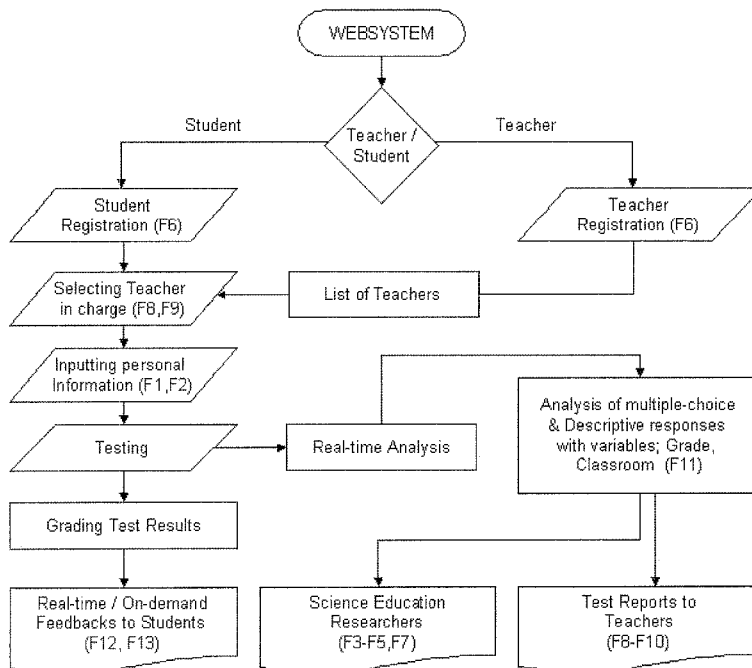 WEBSYSTEM
Student
Teacher
Teacher /
Student
Student
Registration (F6)
Teacher
Registration (F6)
Selecting Teacher
in charge (F8,F9)
List of Teachers
Inputting personal
Information (F1,F2)
Analysis of multiple-choice
& Descriptive responses
with variables; Grade,
Classroom (F11)
Testing
Real-time Analysis
Grading Test Results
Real-time / On-demand
Feedbacks to Students
(F12, F13)
Science Education
Researchers
(F3-F5,F7)
Test Reports to
Teachers
(F8-F10)